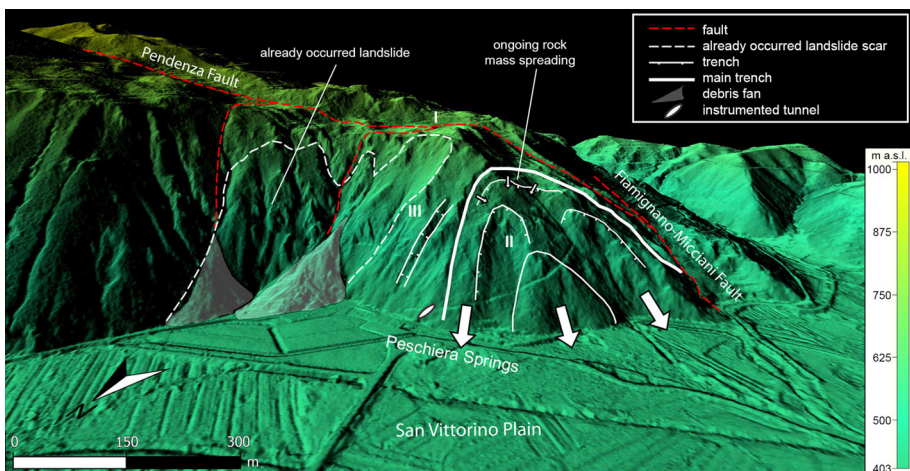 fault
already occurred landslide scar
trench
main trench
debris fan
instrumented tunnel
Pendenza Fault
already occurred
landslide
ongoing rock
mass spreading
I
Fiamignano-Micciani Fault
III
II
m a.s.l.
1000
750
625
500
403
Peschiera Springs
San Vittorino Plain
N
0
150
300
m